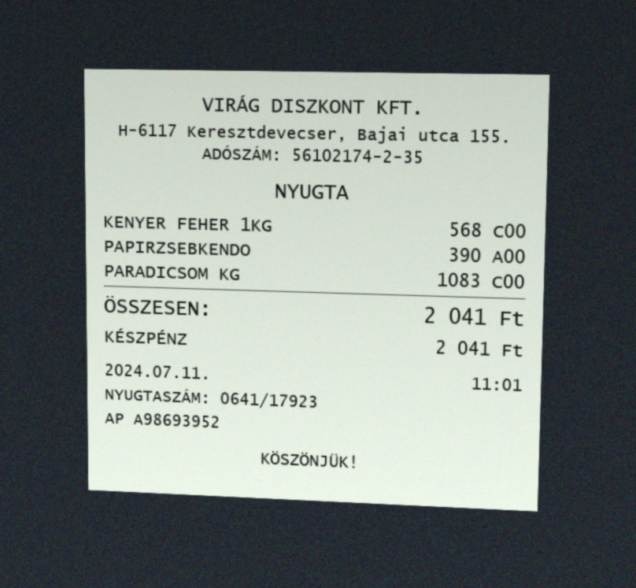 VIRÁG DISZKONT KFT.
H-6117 Keresztdevecser, Bajai utca 155.
ADÓSZÁM: 56102174-2-35
NYUGTA
KENYER FEHER 1KG 568 C00
PAPIRZSEBKENDO 390 A00
PARADICSOM KG 1083 C00
ÖSSZESEN: 2 041 Ft
KÉSZPÉNZ 2 041 Ft
2024.07.11. 11:01
NYUGTASZÁM: 0641/17923
AP A98693952
KÖSZÖNJÜK!